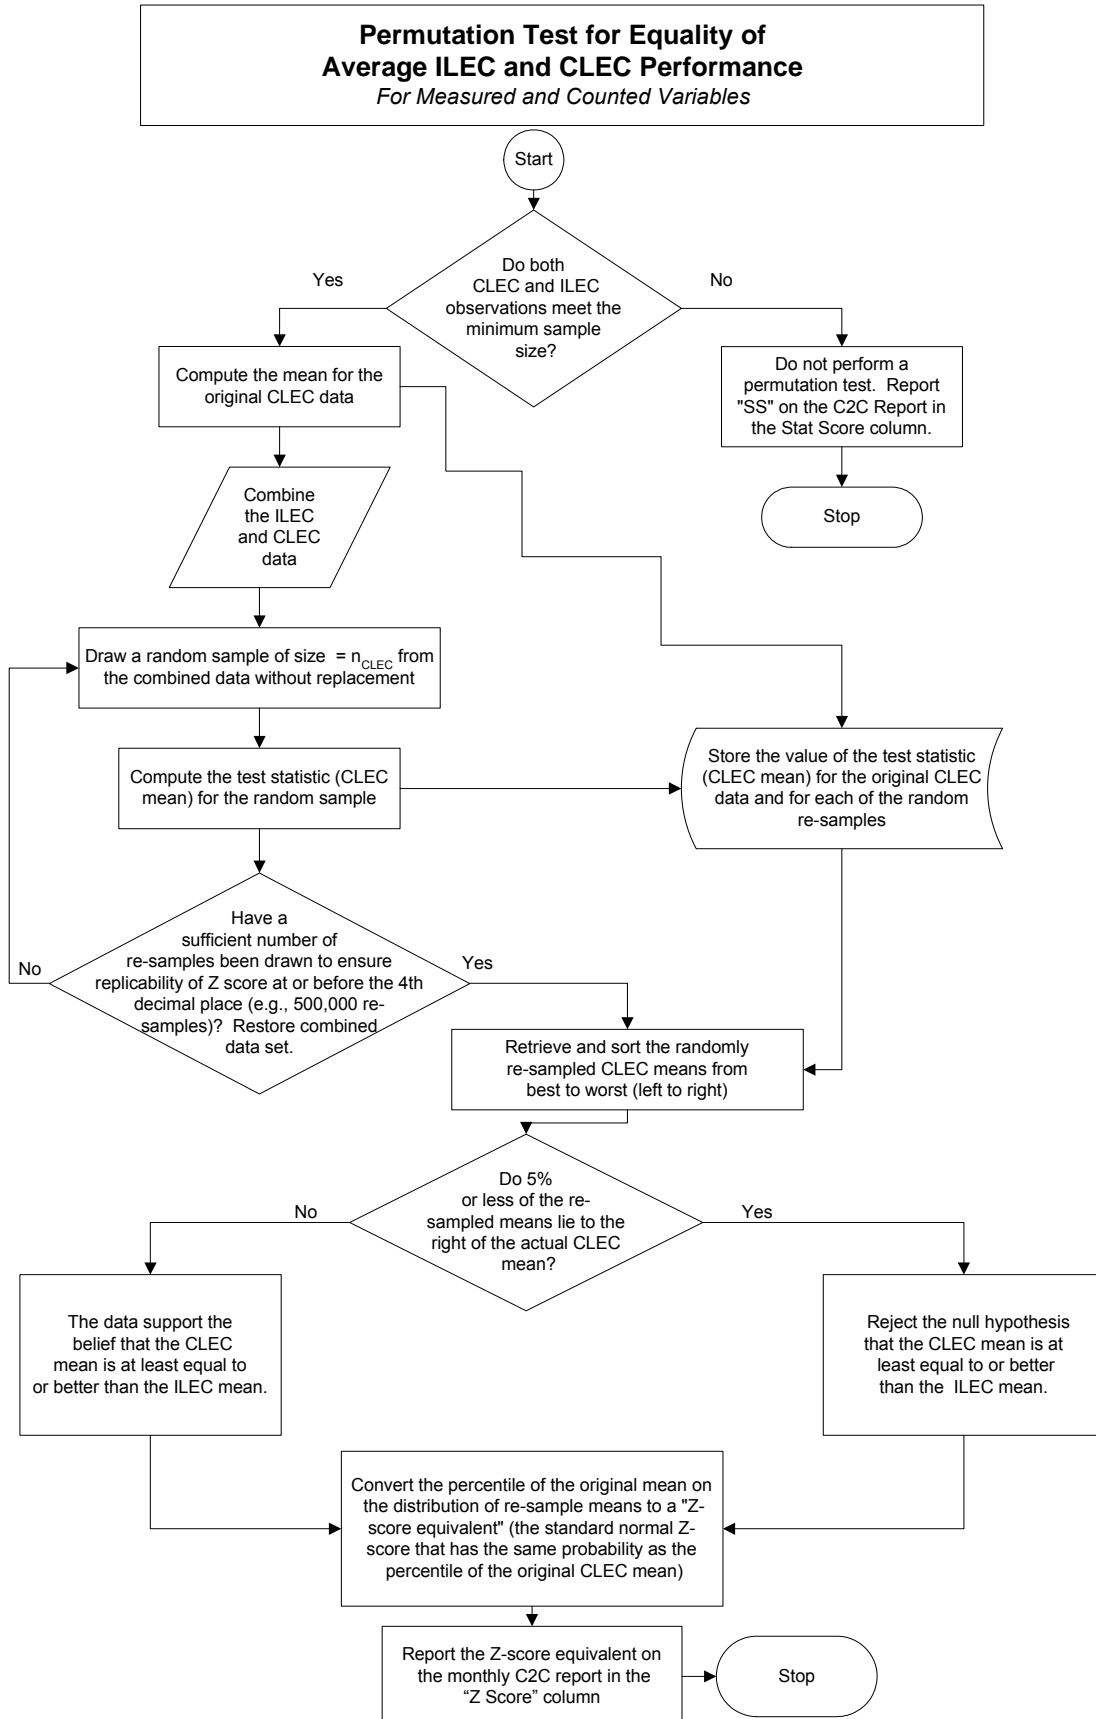 Permutation Test for Equality of
Average ILEC and CLEC Performance
For Measured and Counted Variables
Start
Do both
CLEC and ILEC
observations meet the
minimum sample
size?
Yes
No
Compute the mean for the
original CLEC data
Do not perform a
permutation test.  Report
"SS" on the C2C Report in
the Stat Score column.
Stop
Combine
the ILEC
and CLEC
data
Draw a random sample of size  = nCLEC from
the combined data without replacement
Compute the test statistic (CLEC
mean) for the random sample
Store the value of the test statistic
(CLEC mean) for the original CLEC
data and for each of the random
re-samples
Have a
sufficient number of
re-samples been drawn to ensure
replicability of Z score at or before the 4th
decimal place (e.g., 500,000 re-
samples)?  Restore combined
data set.
No
Yes
Retrieve and sort the randomly
re-sampled CLEC means from
best to worst (left to right)
Do 5%
or less of the re-
sampled means lie to the
right of the actual CLEC
mean?
No
Yes
The data support the
belief that the CLEC
mean is at least equal to
or better than the ILEC mean.
Reject the null hypothesis
that the CLEC mean is at
least equal to or better
than the  ILEC mean.
Convert the percentile of the original mean on
the distribution of re-sample means to a "Z-
score equivalent" (the standard normal Z-
score that has the same probability as the
percentile of the original CLEC mean)
Report the Z-score equivalent on
the monthly C2C report in the
“Z Score” column
Stop